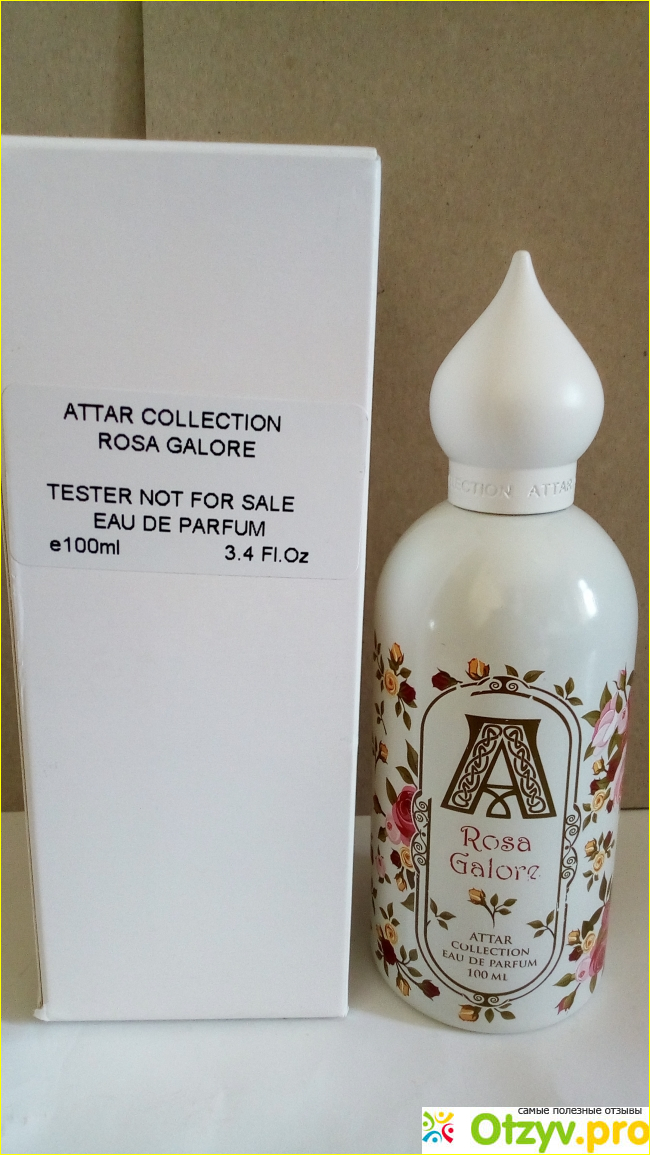 ATTAR COLLECTION
ROSA GALORE
TESTER NOT FOR SALE
EAU DE PARFUM
e100ml 3.4 Fl.Oz
ECTION ATTAR
A
Rosa
Galore
ATTAR
COLLECTION
EAU DE PARFUM
100 ML
самые полезные отзывы
Otzyv.pro